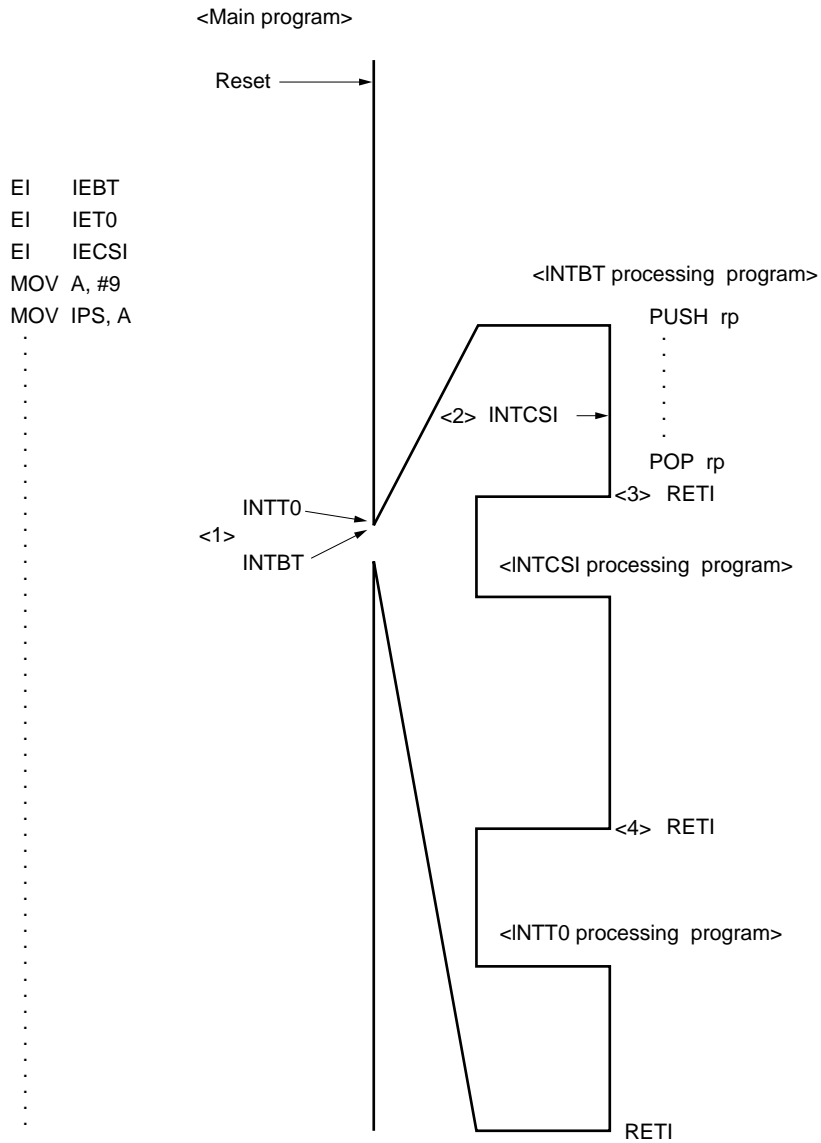 <Main program>
Reset
EI IEBT
EI IET0
EI IECSI
MOV A, #9
MOV IPS, A
<INTBT processing program>
PUSH rp
<2> INTCSI
POP rp
<3> RETI
INTT0
<1>
INTBT
<INTCSI processing program>
<4> RETI
<INTT0 processing program>
RETI